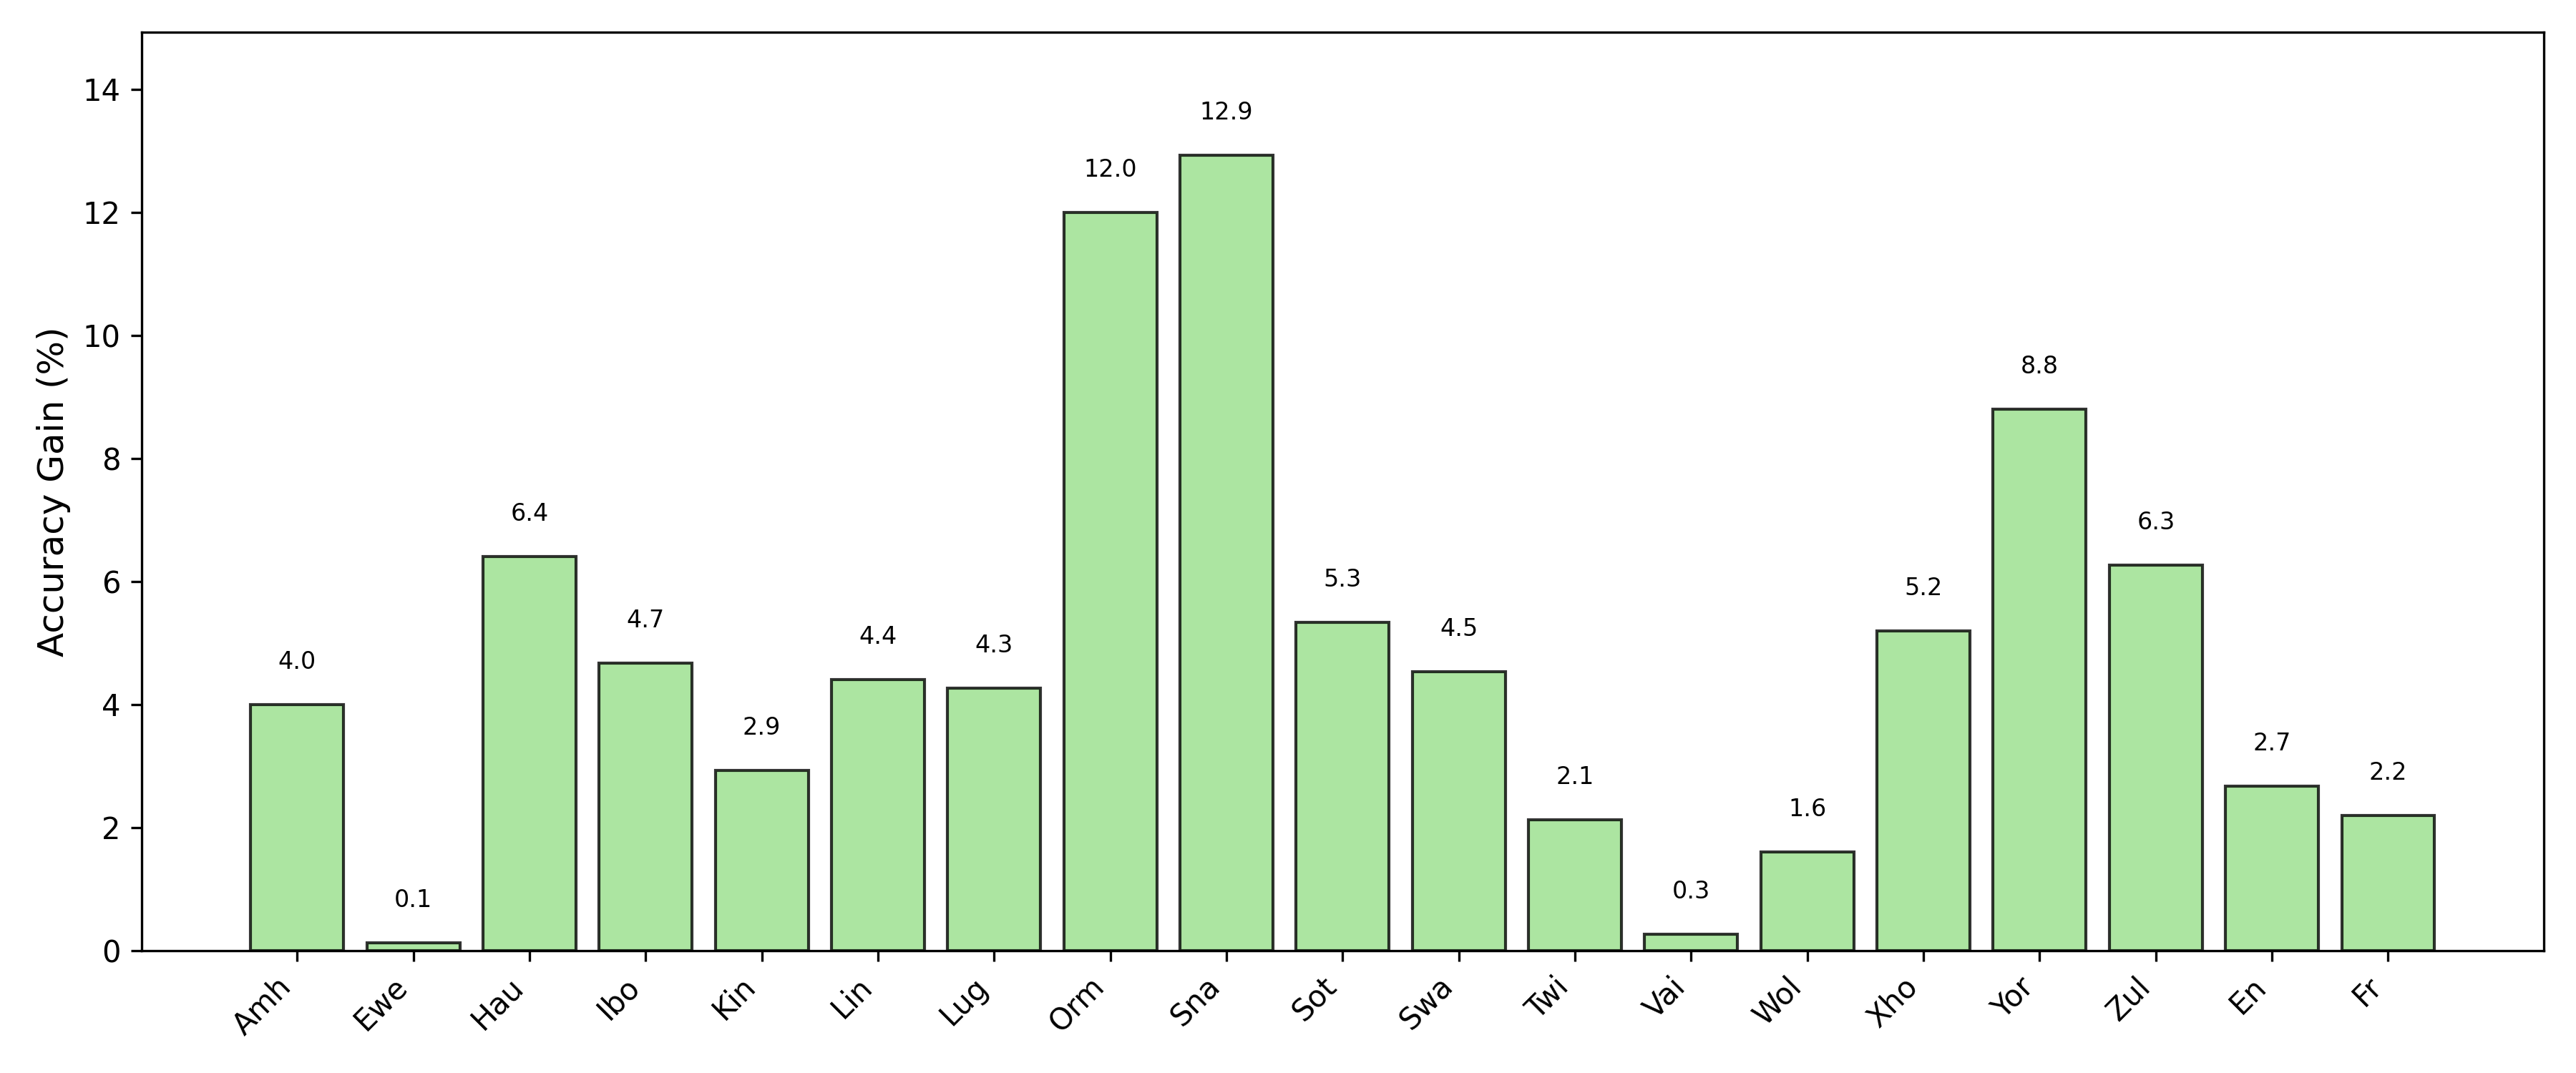 Accuracy Gain (%)
14
12
10
8
6
4
2
0
4.0
0.1
6.4
4.7
2.9
4.4
4.3
12.0
12.9
5.3
4.5
2.1
0.3
1.6
5.2
8.8
6.3
2.7
2.2
Amh
Ewe
Hau
Ibo
Kin
Lin
Lug
Orm
Sna
Sot
Swa
Twi
Vai
Wol
Xho
Yor
Zul
En
Fr